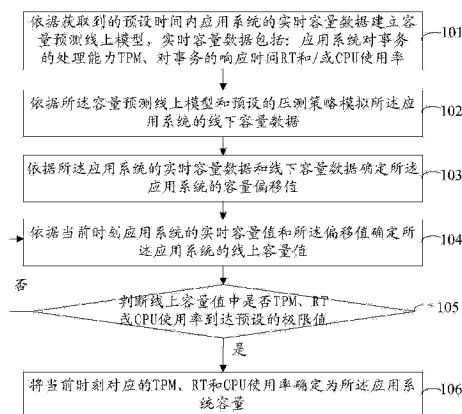 依据获取到的预设时间内应用系统的实时容量数据建立容
量预测线上模型，实时容量数据包括：应用系统对事务
的处理能力TPM、对事务的响应时间RT和/或CPU使用率
101
依据所述容量预测线上模型和预设的压测策略模拟所述应
用系统的线下容量数据
102
依据所述应用系统的实时容量数据和线下容量数据确定所述
应用系统的容量偏移值
103
依据当前时刻应用系统的实时容量值和所述偏移值确定所
述应用系统的线上容量值
104
否
判断线上容量值中是否TPM、RT
或CPU使用率到达预设的极限值
105
是
将当前时刻对应的TPM、RT和CPU使用率确定为所述应用系
统容量
106